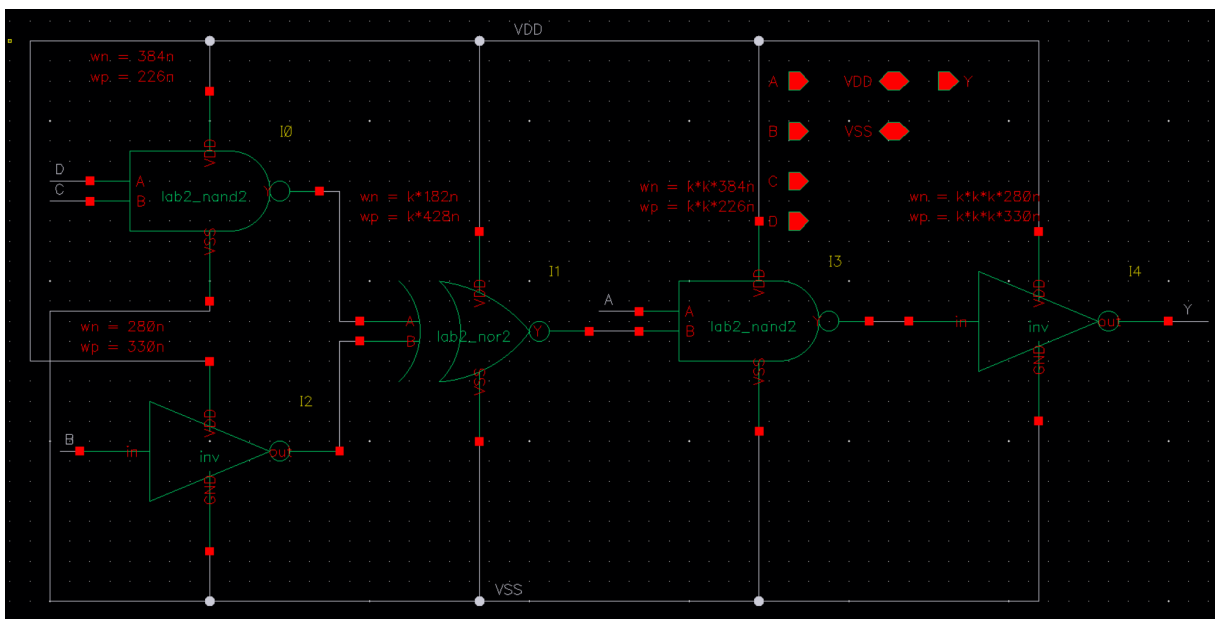 VDD
wn = 384n
wp = 226n
I0
D
C
A
B
lab2_nand2
Y
VDD
VSS
wn = k*182n
wp = k*428n
A VDD Y
B VSS
C
D
wn = k*k*384n
wp = k*k*226n
wn = k*k*k*280n
wp = k*k*k*330n
I1
A
B
lab2_nor2
Y
VDD
VSS
I3
A
A
B
lab2_nand2
Y
VDD
VSS
I4
in
inv
out
VDD
GND
Y
wn = 280n
wp = 330n
I2
B
in
inv
out
VDD
GND
VSS